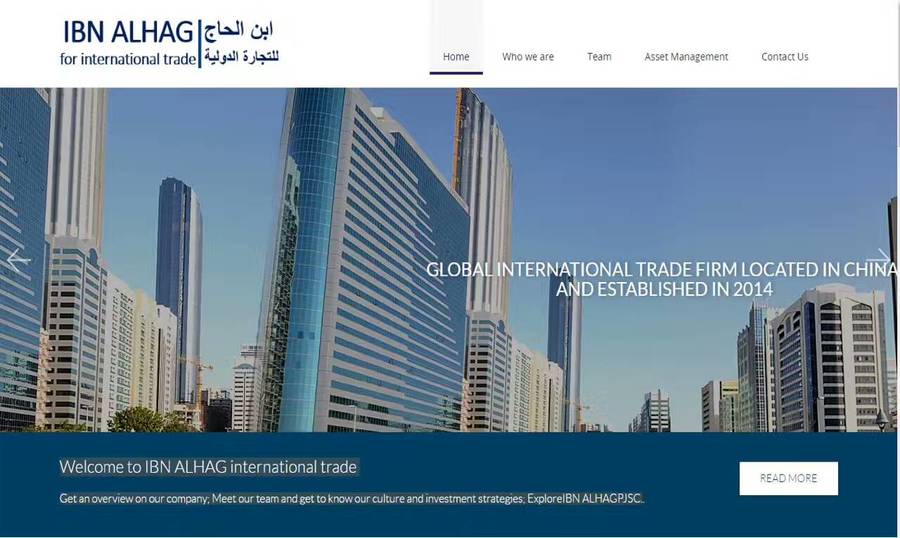 IBN ALHAG
for international trade
ابن الحاج
للتجارة الدولية
Home
Who we are
Team
Asset Management
Contact Us
GLOBAL INTERNATIONAL TRADE FIRM LOCATED IN CHINA
AND ESTABLISHED IN 2014
Welcome to IBN ALHAG international trade
Get an overview on our company; Meet our team and get to know our culture and investment strategies; ExploreIBN ALHAGPJSC..
READ MORE